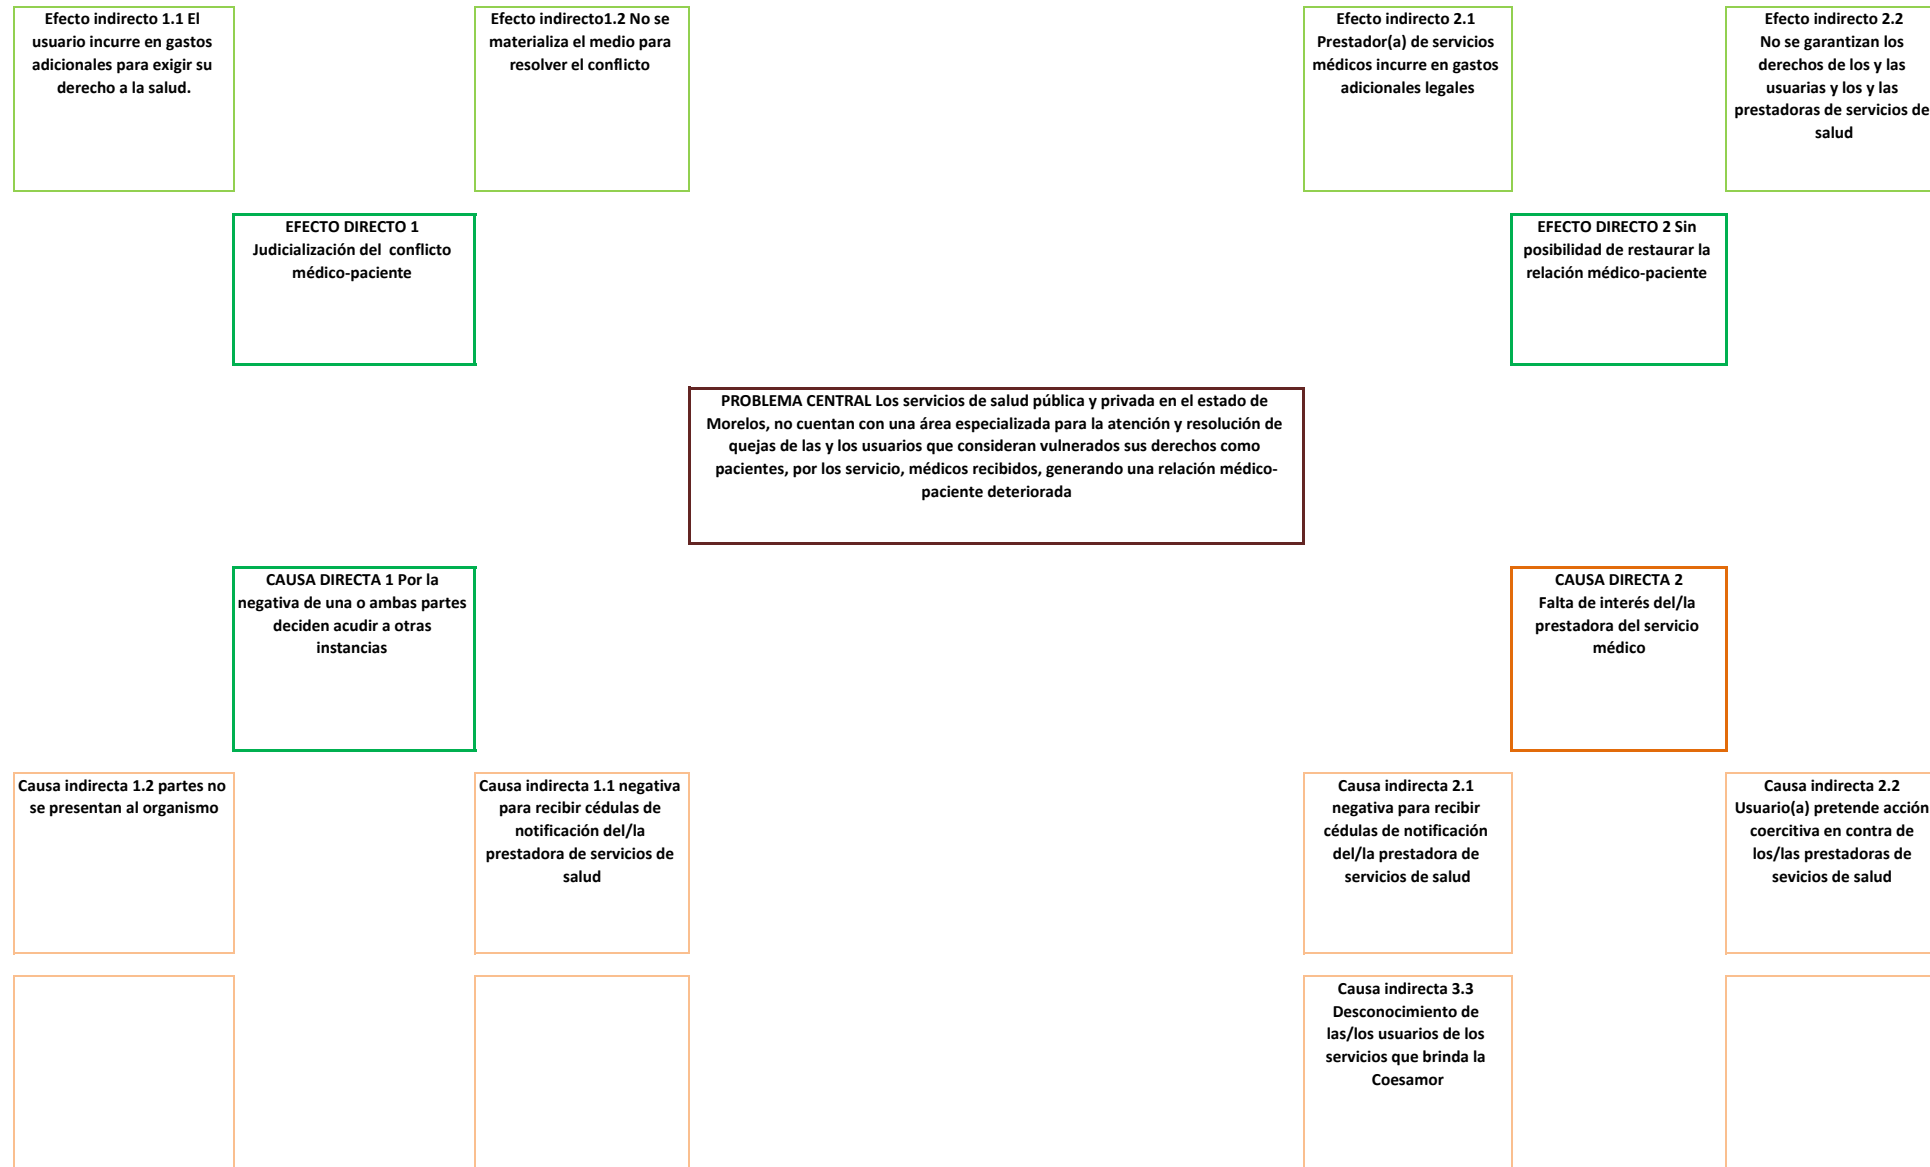 Efecto indirecto 1.1 El
usuario incurre en gastos
adicionales para exigir su
derecho a la salud.
Efecto indirecto1.2 No se
materializa el medio para
resolver el conflicto
Efecto indirecto 2.1
Prestador(a) de servicios
médicos incurre en gastos
adicionales legales
Efecto indirecto 2.2
No se garantizan los
derechos de los y las
usuarias y los y las
prestadoras de servicios de
salud
EFECTO DIRECTO 1
Judicialización del conflicto
médico-paciente
EFECTO DIRECTO 2 Sin
posibilidad de restaurar la
relación médico-paciente
PROBLEMA CENTRAL Los servicios de salud pública y privada en el estado de
Morelos, no cuentan con una área especializada para la atención y resolución de
quejas de las y los usuarios que consideran vulnerados sus derechos como
pacientes, por los servicio, médicos recibidos, generando una relación médico-
paciente deteriorada
CAUSA DIRECTA 1 Por la
negativa de una o ambas partes
deciden acudir a otras
instancias
CAUSA DIRECTA 2
Falta de interés del/la
prestadora del servicio
médico
Causa indirecta 1.2 partes no
se presentan al organismo
Causa indirecta 1.1 negativa
para recibir cédulas de
notificación del/la
prestadora de servicios de
salud
Causa indirecta 2.1
negativa para recibir
cédulas de notificación
del/la prestadora de
servicios de salud
Causa indirecta 2.2
Usuario(a) pretende acción
coercitiva en contra de
los/las prestadoras de
sevicios de salud
Causa indirecta 3.3
Desconocimiento de
las/los usuarios de los
servicios que brinda la
Coesamor